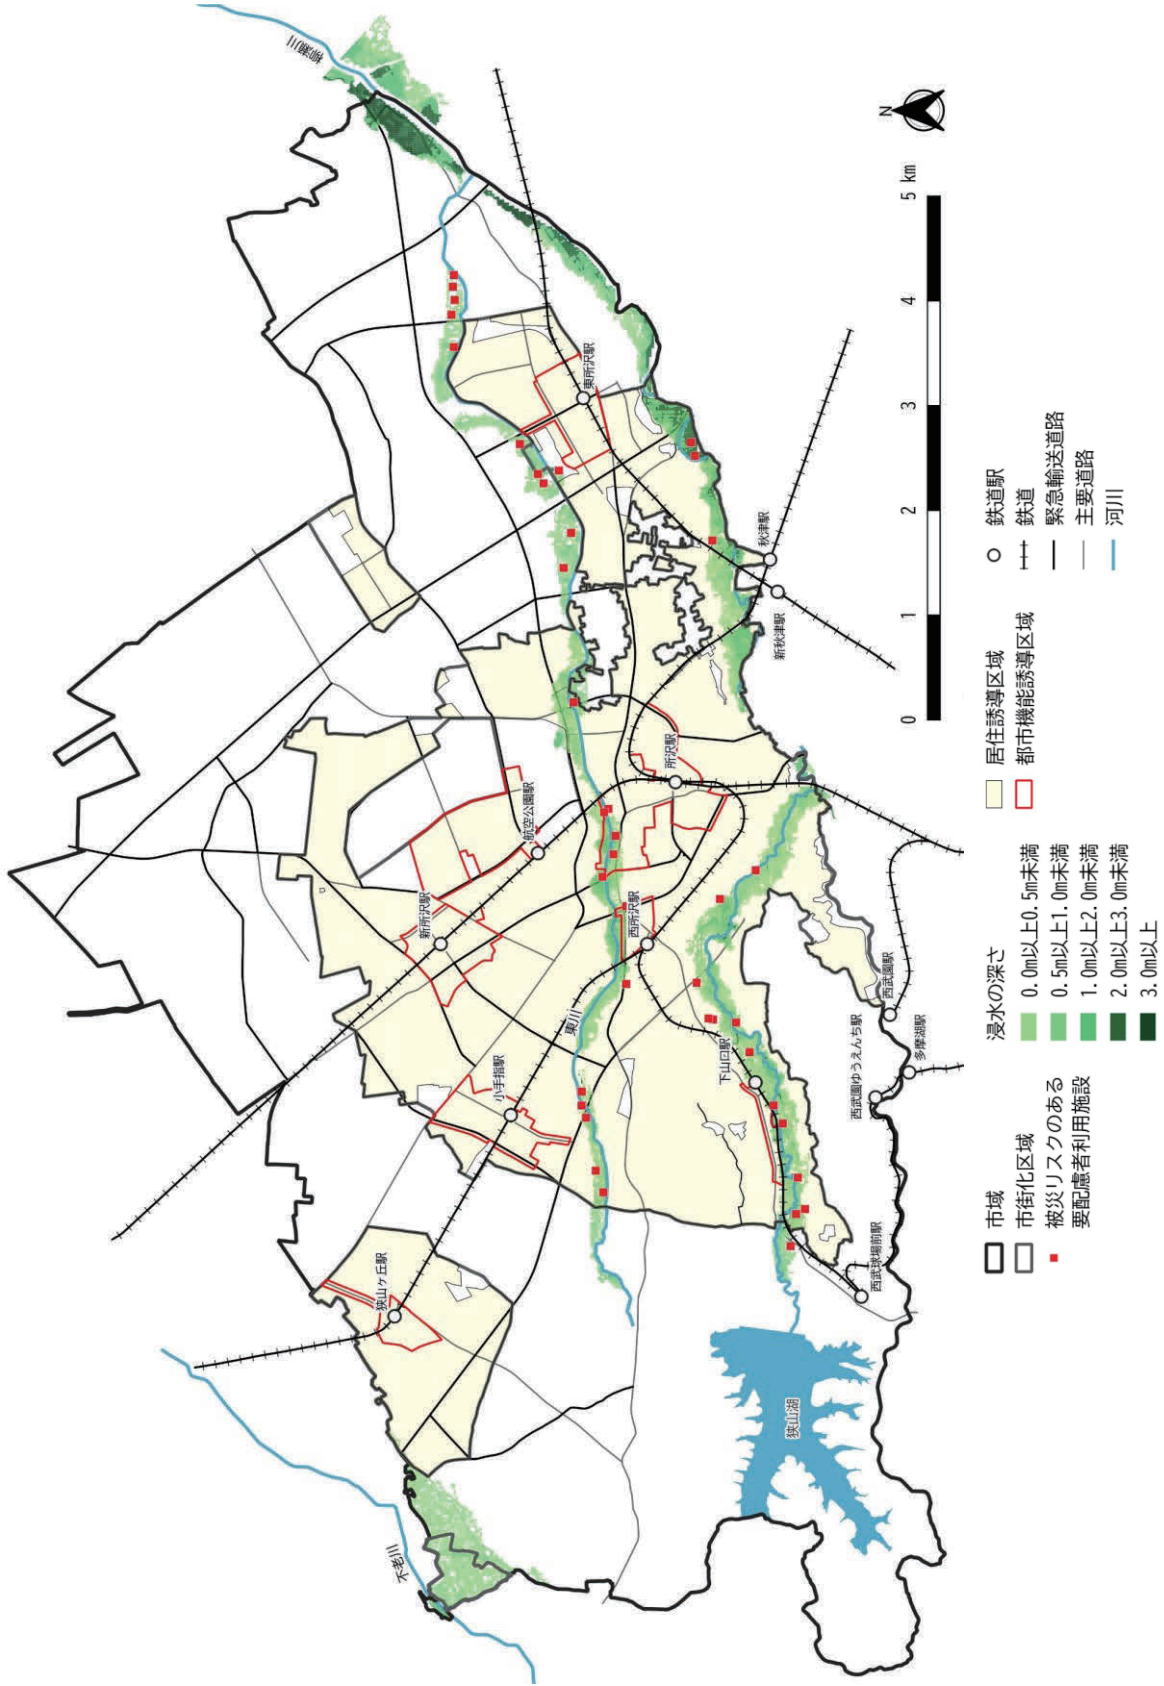 柳瀬川
N
東所沢駅
秋津駅
新秋津駅
所沢駅
航空公園駅
新所沢駅
西所沢駅
東川
小手指駅
下山口駅
西武園駅
西武園ゆうえんち駅
多摩湖駅
西武球場前駅
狭山ヶ丘駅
狭山湖
不老川
0 1 2 3 4 5 km
市域
市街化区域
被災リスクのある
要配慮者利用施設
浸水の深さ
0.0m以上0.5m未満
0.5m以上1.0m未満
1.0m以上2.0m未満
2.0m以上3.0m未満
3.0m以上
居住誘導区域
都市機能誘導区域
鉄道駅
鉄道
緊急輸送道路
主要道路
河川